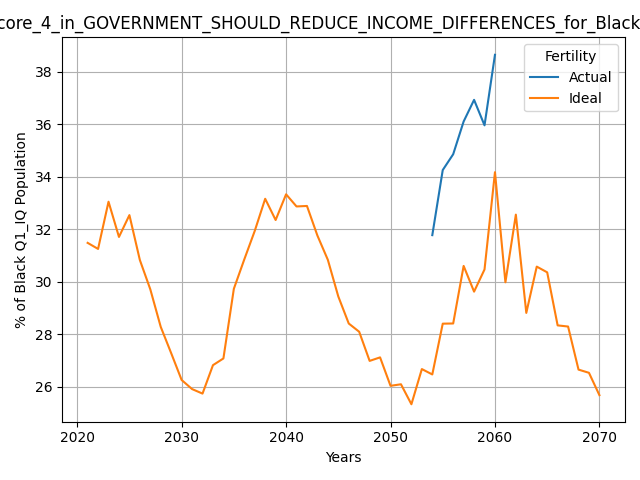 core_4_in_GOVERNMENT_SHOULD_REDUCE_INCOME_DIFFERENCES_for_Black
% of Black Q1_IQ Population
38
36
34
32
30
28
26
Fertility
Actual
Ideal
2020 2030 2040 2050 2060 2070
Years